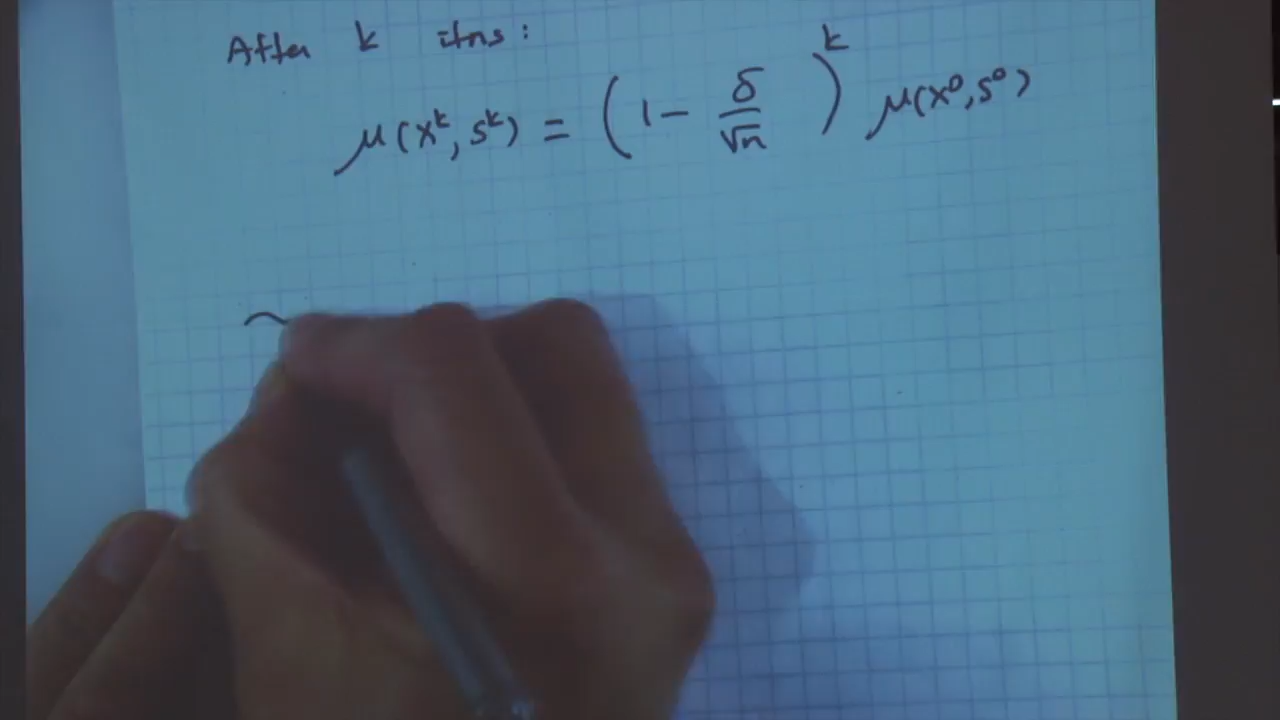 After k itns:
μ(x^k, s^k) = (1 - δ/√n)^k μ(x^0, s^0)